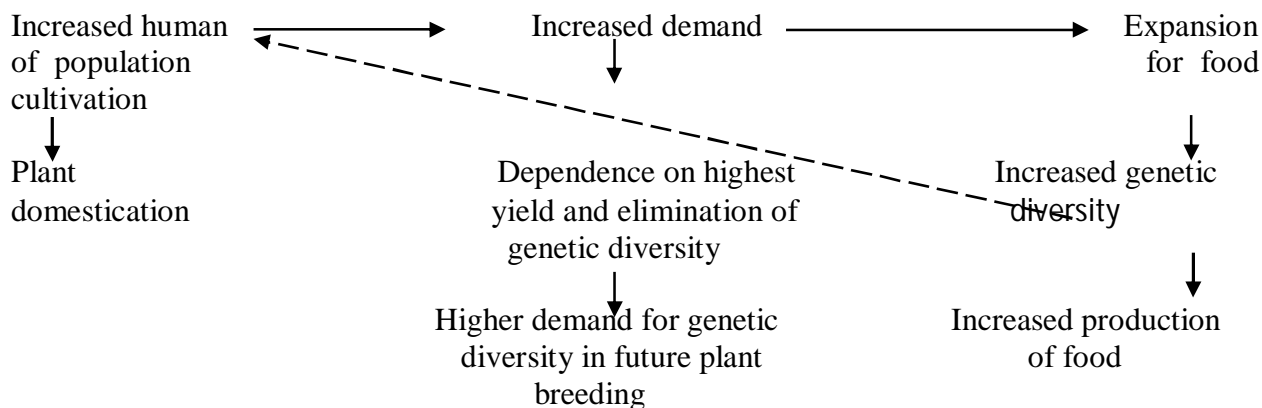 Increased human
of population
cultivation
Increased demand
Expansion
for food
Plant
domestication
Dependence on highest
yield and elimination of
genetic diversity
Increased genetic
diversity
Higher demand for genetic
diversity in future plant
breeding
Increased production
of food